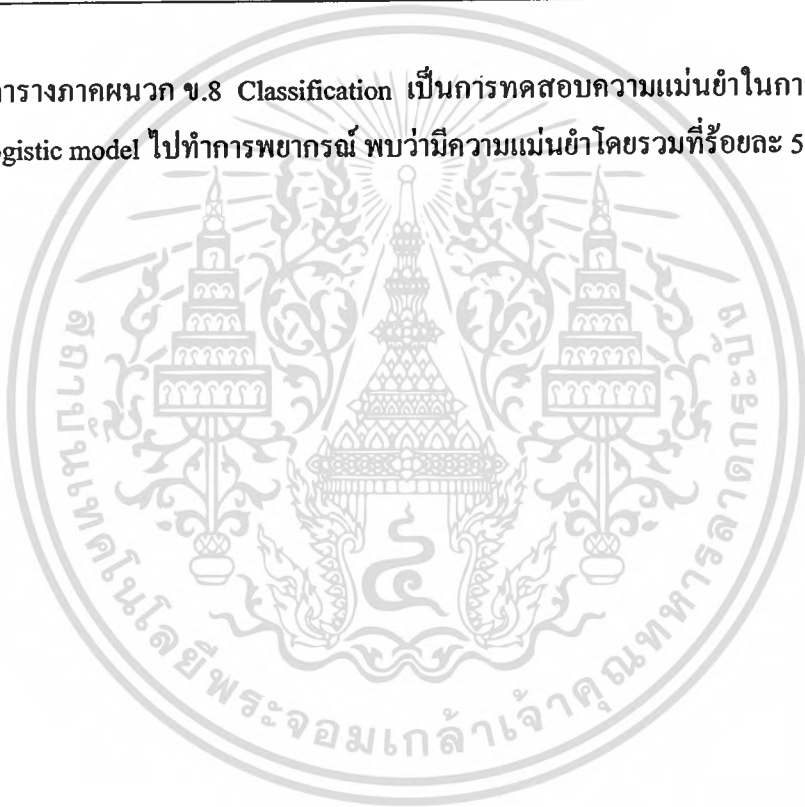 ารางภาคผนวก ข.8 Classification เป็นการทดสอบความแม่นยำในกา
gistic model ไปทำการพยากรณ์ พบว่ามีความแม่นยำโดยรวมที่ร้อยละ 5
สถาบันเทคโนโลยีพระจอมเกล้าเจ้าคุณทหารลาดกระบัง